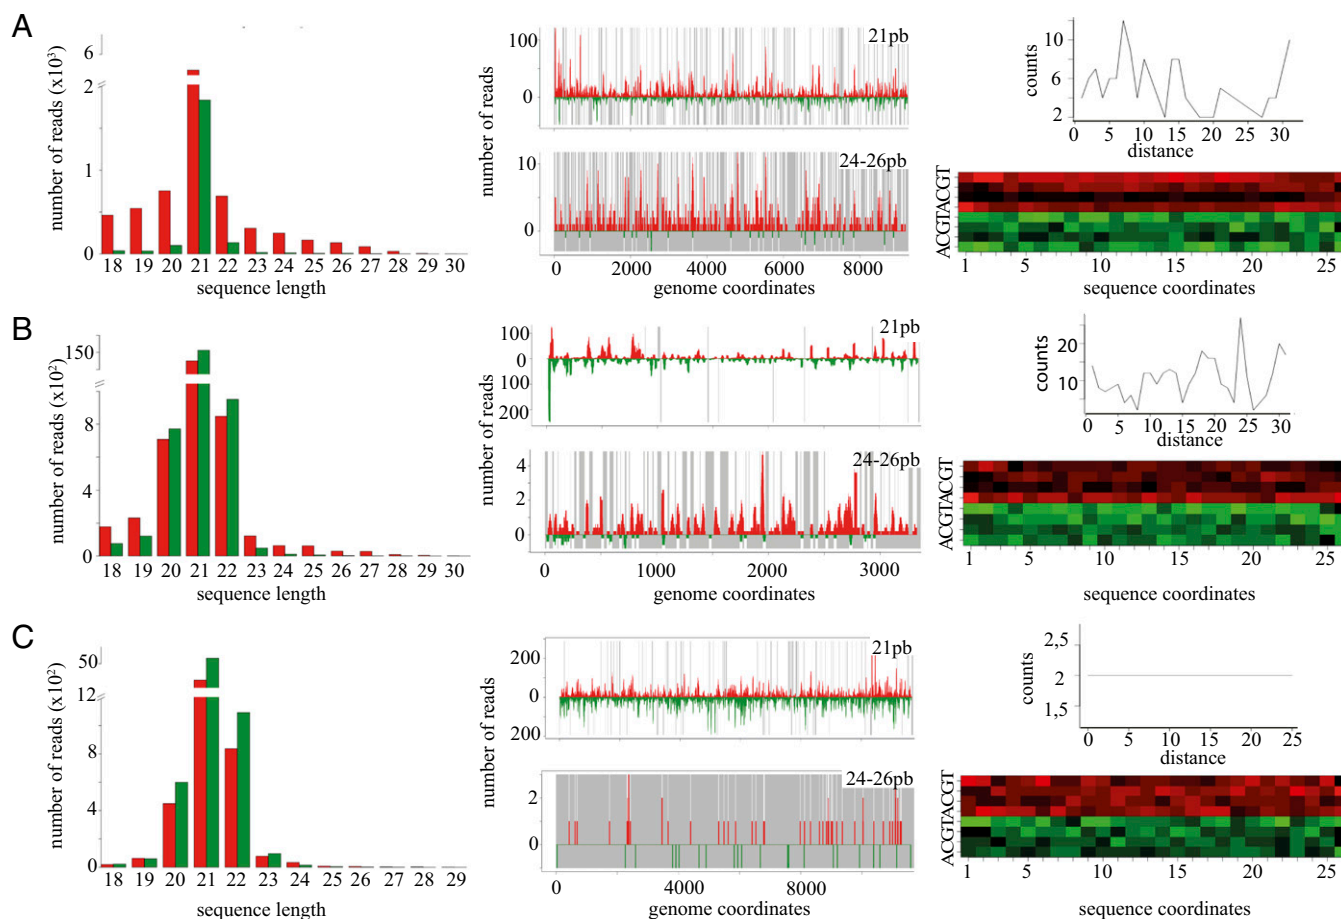 A
number of reads (x10³)
6
2
1
0
18 19 20 21 22 23 24 25 26 27 28 29 30
sequence length
number of reads
100
0
21pb
10
0
24-26pb
0 2000 4000 6000 8000
genome coordinates
counts
10
6
2
0 5 10 15 20 25 30
distance
ACGTACGT
1 5 10 15 20 25
sequence coordinates
B
number of reads (x10²)
150
8
4
0
18 19 20 21 22 23 24 25 26 27 28 29 30
sequence length
number of reads
100
0
100
200
21pb
4
2
0
24-26pb
0 1000 2000 3000
genome coordinates
counts
20
10
0 5 10 15 20 25 30
distance
ACGTACGT
1 5 10 15 20 25
sequence coordinates
C
number of reads (x10²)
50
12
8
4
0
18 19 20 21 22 23 24 25 26 27 28 29
sequence length
number of reads
200
0
200
21pb
2
0
24-26pb
0 4000 8000
genome coordinates
counts
2,5
2
1,5
0 5 10 15 20 25
distance
ACGTACGT
1 5 10 15 20 25
sequence coordinates